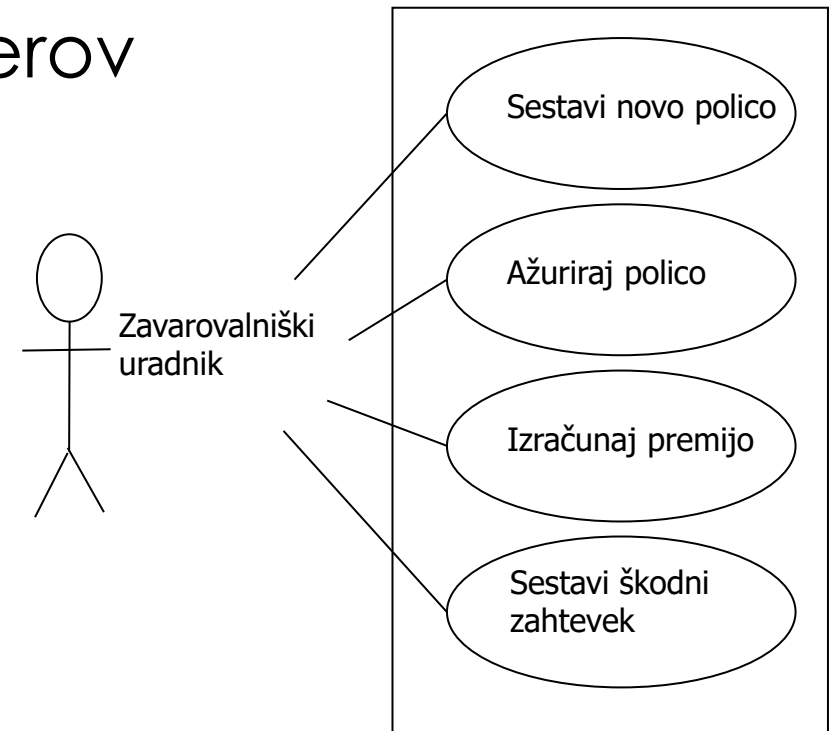 erov
Sestavi novo polico
Ažuriraj polico
Zavarovalniški
uradnik
Izračunaj premijo
Sestavi škodni
zahtevek